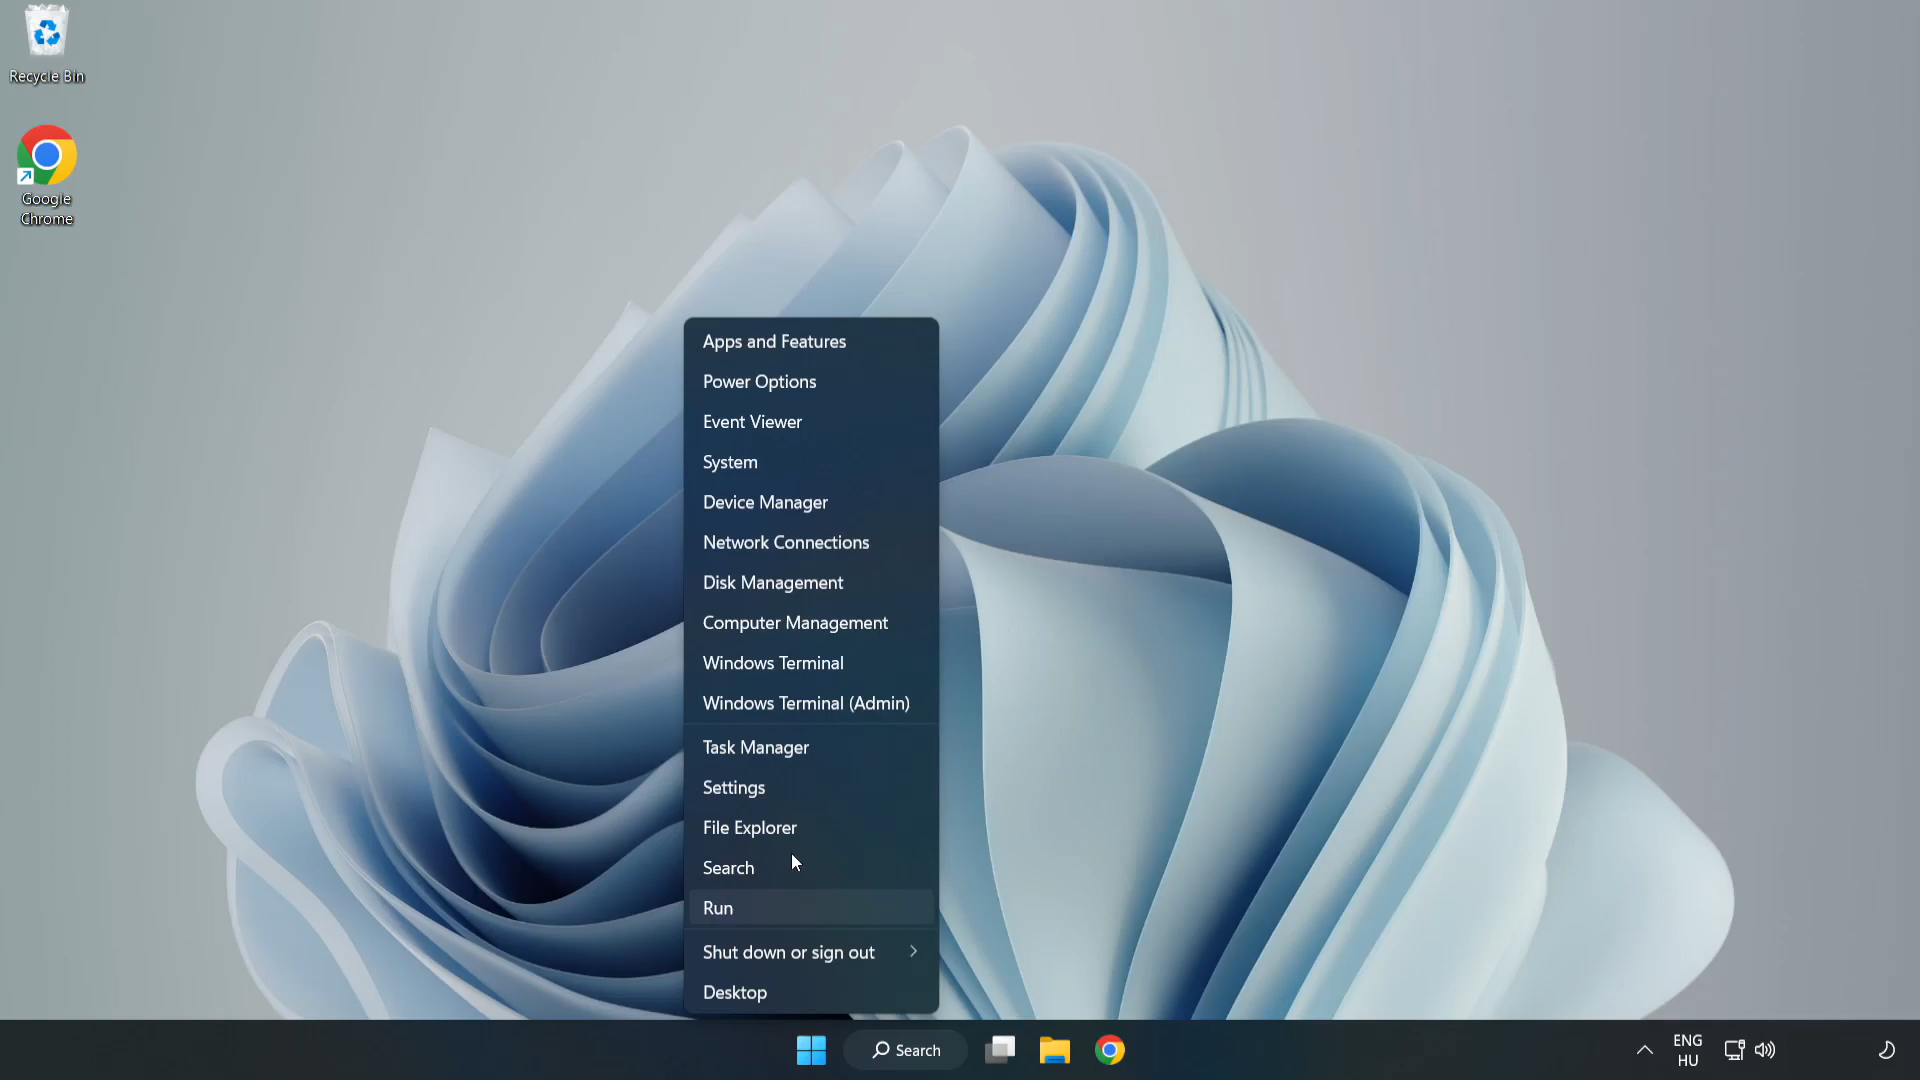 Recycle Bin
Google
Chrome
Apps and Features
Power Options
Event Viewer
System
Device Manager
Network Connections
Disk Management
Computer Management
Windows Terminal
Windows Terminal (Admin)
Task Manager
Settings
File Explorer
Search
Run
Shut down or sign out
Desktop
Search
ENG
HU